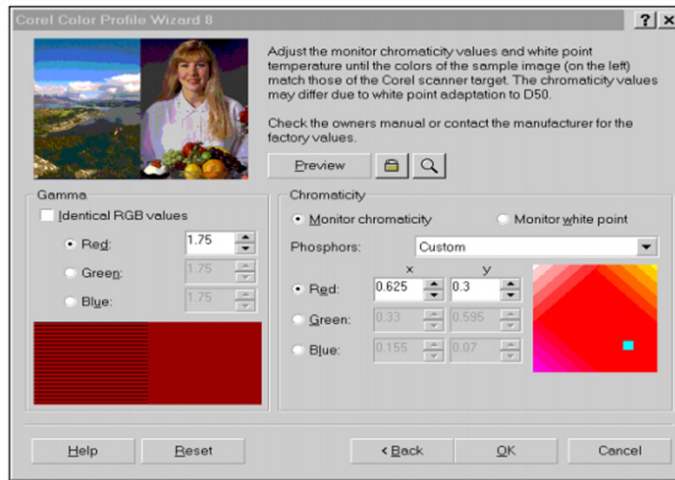 Corel Color Profile Wizard 8
Adjust the monitor chromaticity values and white point
temperature until the colors of the sample image (on the left)
match those of the Corel scanner target. The chromaticity values
may differ due to white point adaptation to D50.
Check the owners manual or contact the manufacturer for the
factory values.
Preview
Gamma
Identical RGB values
Red: 1.75
Green: 1.75
Blue: 1.75
Chromaticity
Monitor chromaticity Monitor white point
Phosphors: Custom
x y
Red: 0.625 0.3
Green: 0.33 0.595
Blue: 0.155 0.07
Help Reset < Back OK Cancel